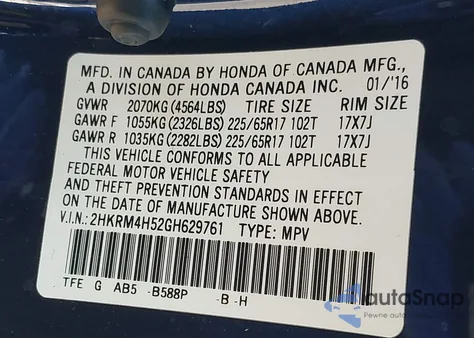 MFD. IN CANADA BY HONDA OF CANADA MFG.,
A DIVISION OF HONDA CANADA INC. 01/'16
GVWR 2070KG (4564LBS) TIRE SIZE RIM SIZE
GAWR F 1055KG (2326LBS) 225/65R17 102T 17X7J
GAWR R 1035KG (2282LBS) 225/65R17 102T 17X7J
THIS VEHICLE CONFORMS TO ALL APPLICABLE
FEDERAL MOTOR VEHICLE SAFETY
AND THEFT PREVENTION STANDARDS IN EFFECT
ON THE DATE OF MANUFACTURE SHOWN ABOVE.
V.I.N.: 2HKRM4H52GH629761 TYPE: MPV
TFE G AB5 -B588P -B -H
autoSnap
Pewne auto